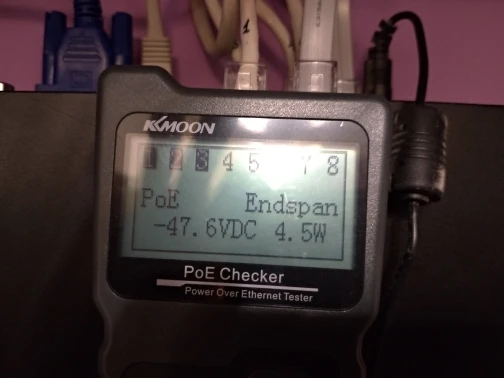 KKMOON
1 2 3 4 5 7 8
PoE Endspan
-47.6VDC 4.5W
PoE Checker
Power Over Ethernet Tester